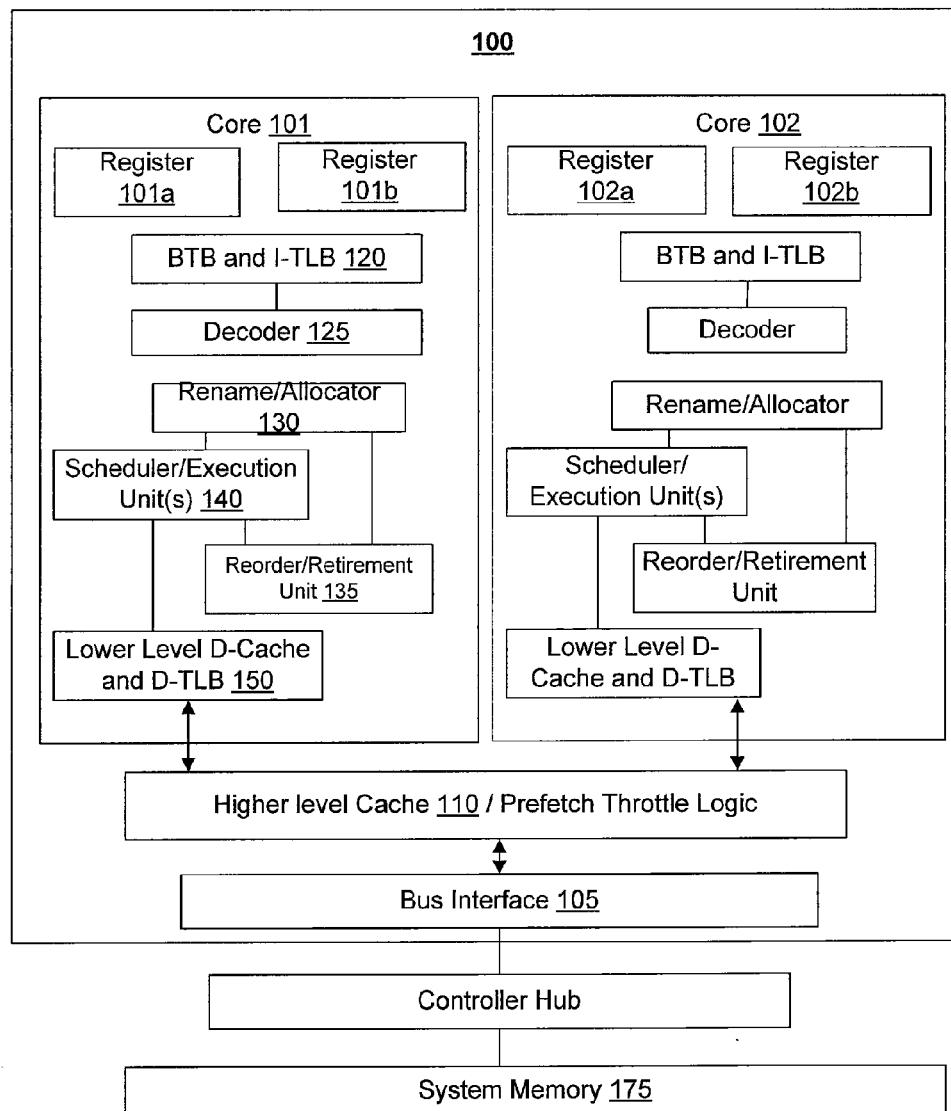 100
Core 101
Register
101a
Register
101b
BTB and I-TLB 120
Decoder 125
Rename/Allocator
130
Scheduler/Execution
Unit(s) 140
Reorder/Retirement
Unit 135
Lower Level D-Cache
and D-TLB 150
Core 102
Register
102a
Register
102b
BTB and I-TLB
Decoder
Rename/Allocator
Scheduler/
Execution Unit(s)
Reorder/Retirement
Unit
Lower Level D-
Cache and D-TLB
Higher level Cache 110 / Prefetch Throttle Logic
Bus Interface 105
Controller Hub
System Memory 175